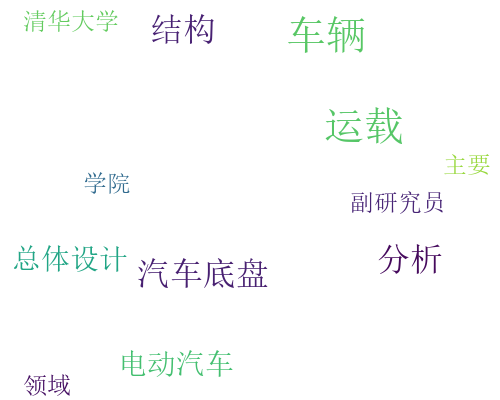 清华大学
结构
车辆
运载
主要
学院
副研究员
总体设计
汽车底盘
分析
电动汽车
领域